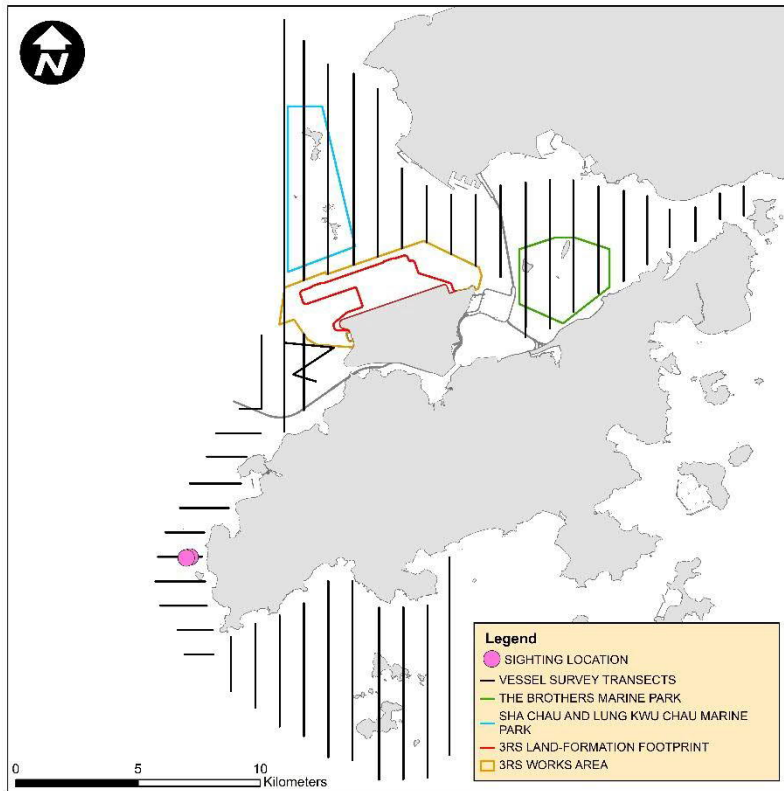 N
Legend
SIGHTING LOCATION
VESSEL SURVEY TRANSECTS
THE BROTHERS MARINE PARK
SHA CHAU AND LUNG KWU CHAU MARINE
PARK
3RS LAND-FORMATION FOOTPRINT
3RS WORKS AREA
0 5 10
Kilometers